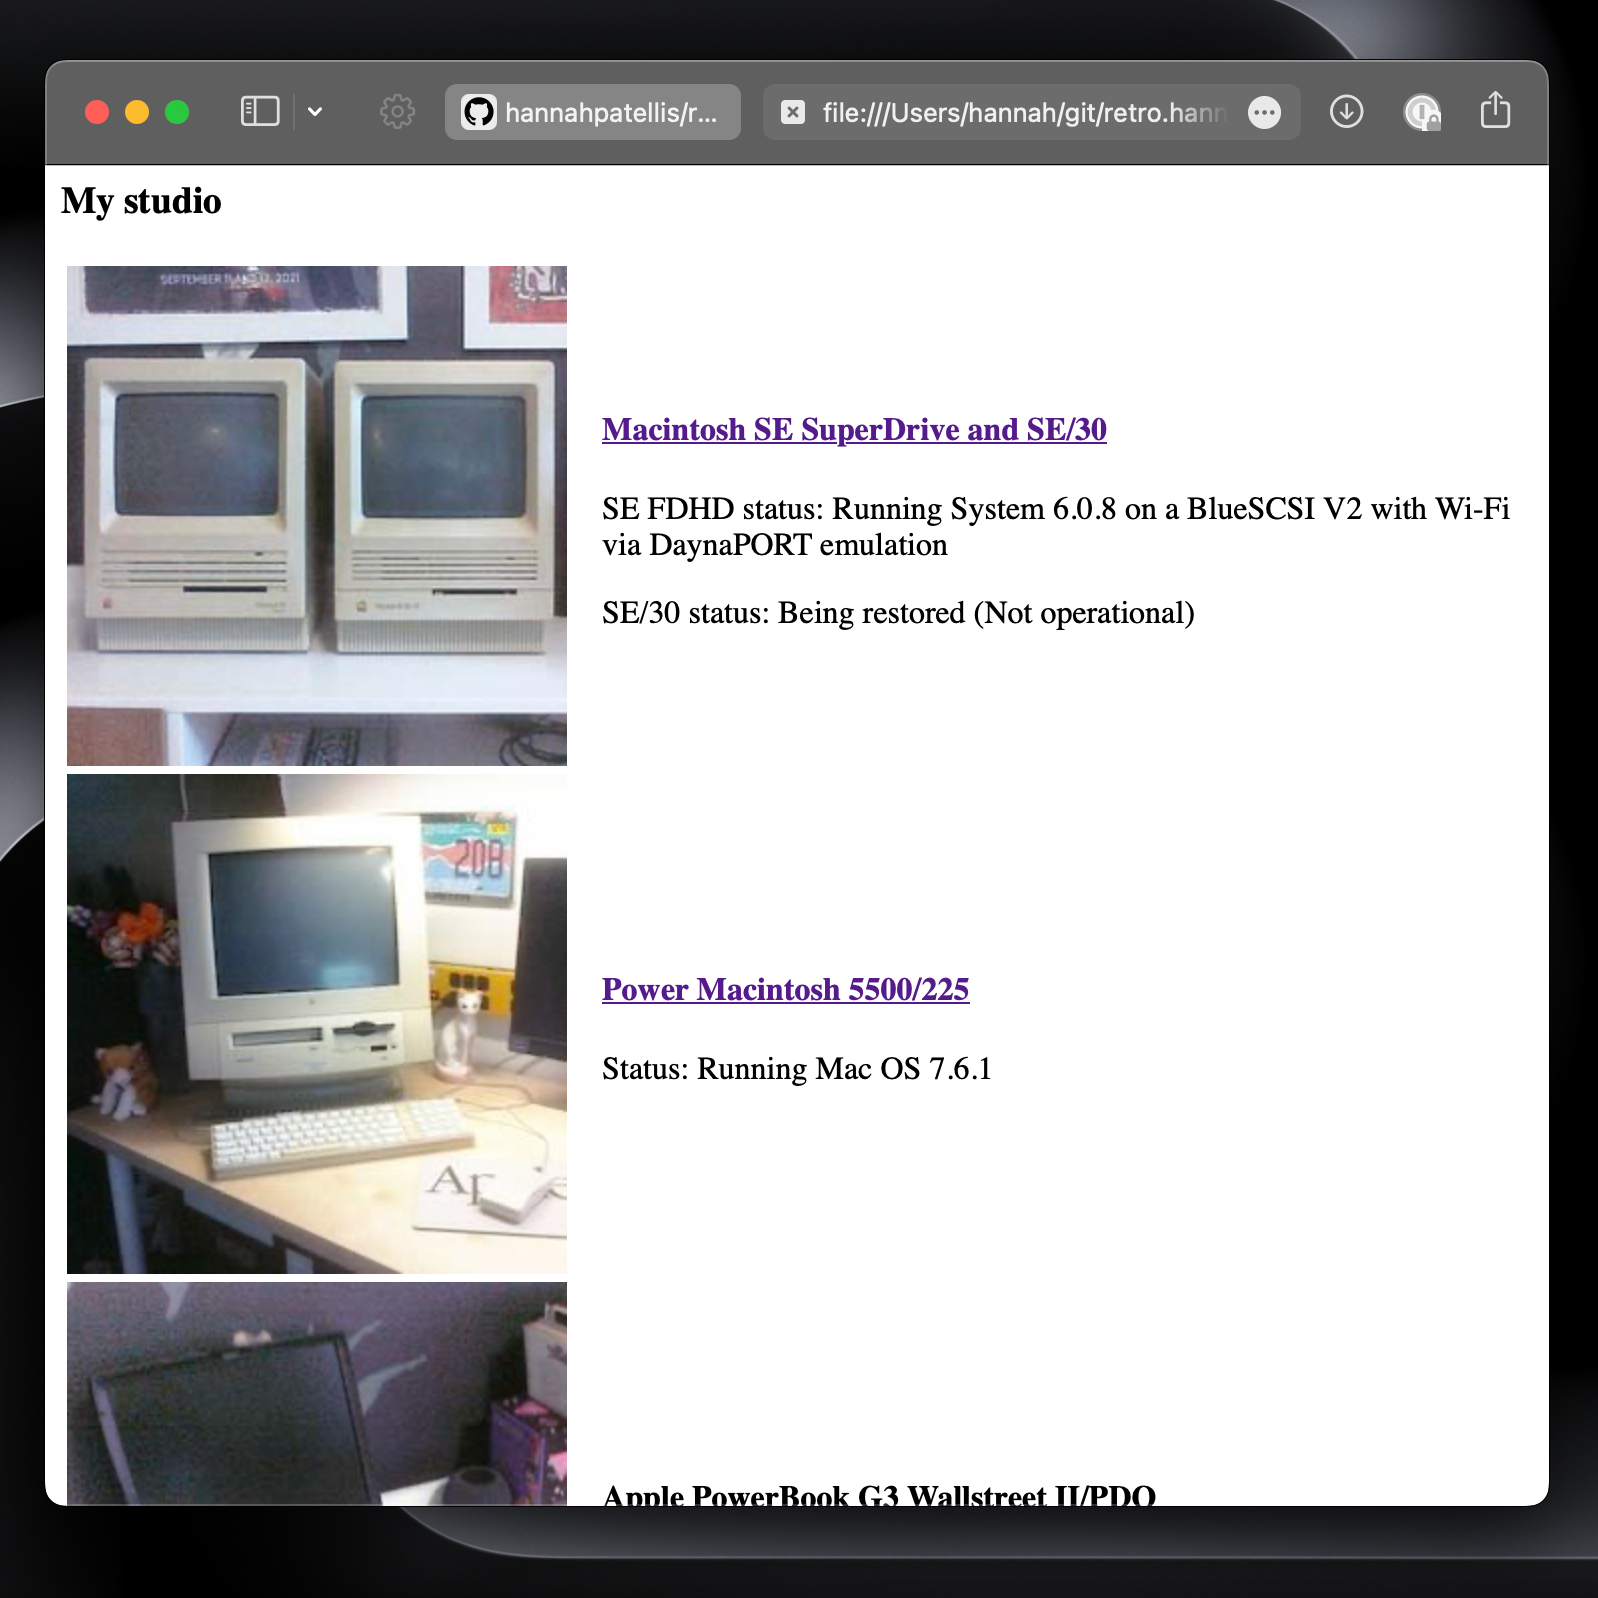 hannahpatellis/r...
file:///Users/hannah/git/retro.hann
My studio
SEPTEMBER 11 AND 12, 2021
Macintosh SE SuperDrive and SE/30
SE FDHD status: Running System 6.0.8 on a BlueSCSI V2 with Wi-Fi
via DaynaPORT emulation
SE/30 status: Being restored (Not operational)
208
Power Macintosh 5500/225
Status: Running Mac OS 7.6.1
Ap
Apple PowerBook G3 Wallstreet II/PDQ